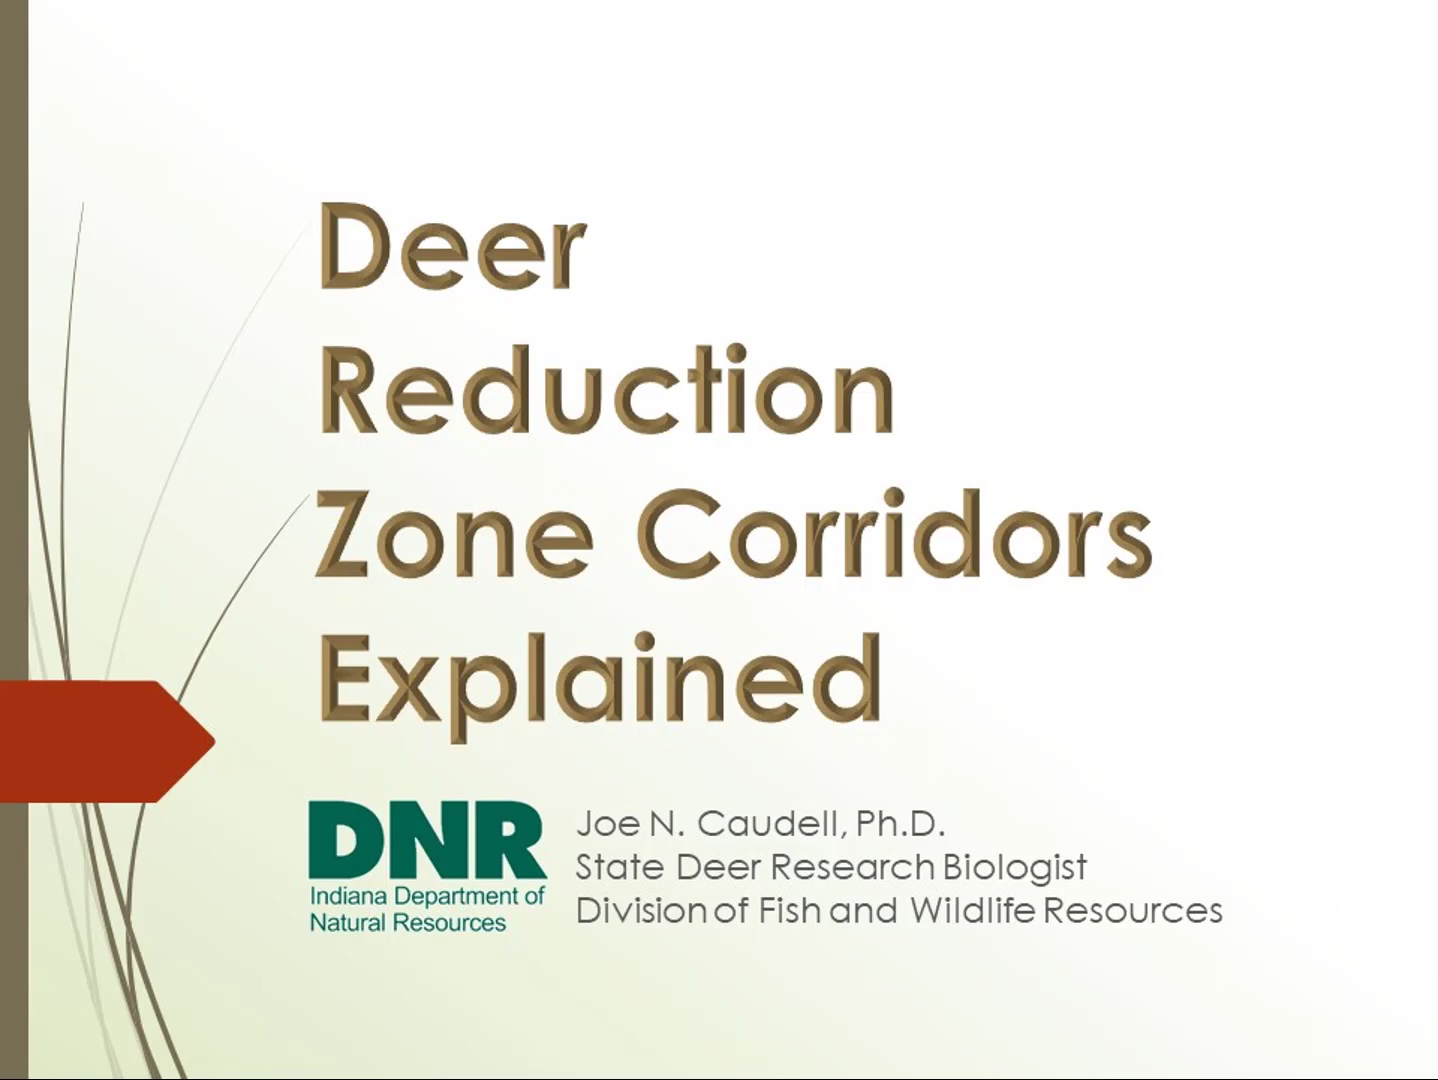 Deer
Reduction
Zone Corridors
Explained
DNR
Indiana Department of
Natural Resources
Joe N. Caudell, Ph.D.
State Deer Research Biologist
Division of Fish and Wildlife Resources